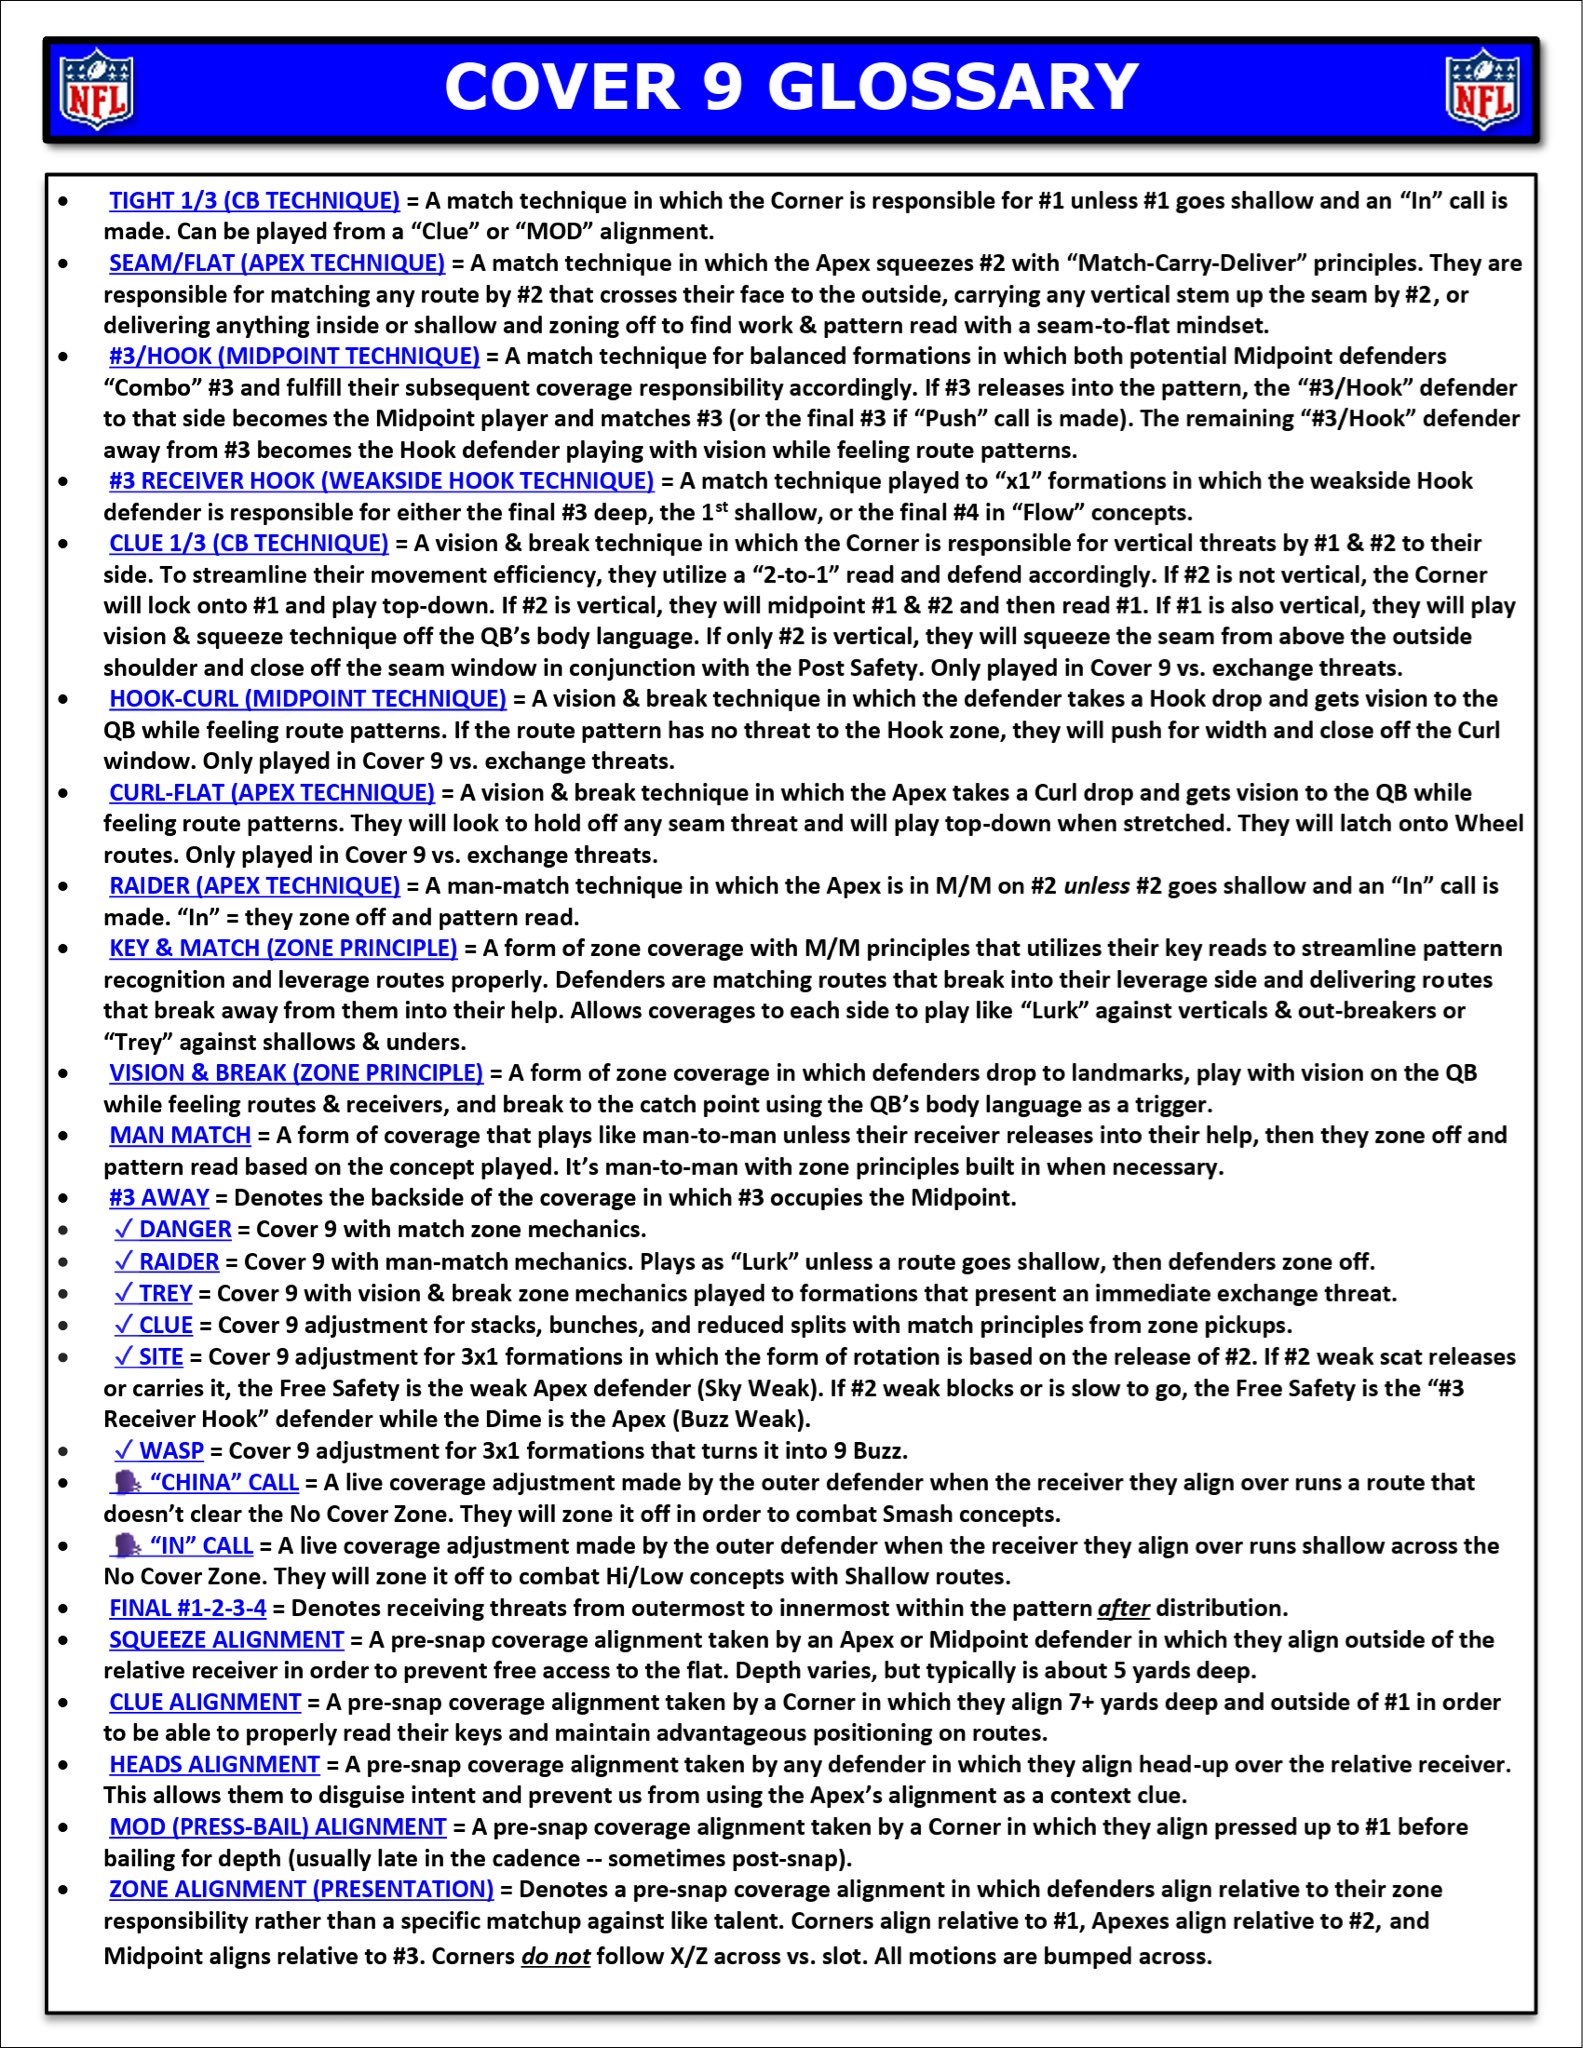 NFL
COVER 9 GLOSSARY
NFL
• TIGHT 1/3 (CB TECHNIQUE) = A match technique in which the Corner is responsible for #1 unless #1 goes shallow and an “In” call is
made. Can be played from a “Clue” or “MOD” alignment.
• SEAM/FLAT (APEX TECHNIQUE) = A match technique in which the Apex squeezes #2 with “Match-Carry-Deliver” principles. They are
responsible for matching any route by #2 that crosses their face to the outside, carrying any vertical stem up the seam by #2, or
delivering anything inside or shallow and zoning off to find work & pattern read with a seam-to-flat mindset.
• #3/HOOK (MIDPOINT TECHNIQUE) = A match technique for balanced formations in which both potential Midpoint defenders
“Combo” #3 and fulfill their subsequent coverage responsibility accordingly. If #3 releases into the pattern, the “#3/Hook” defender
to that side becomes the Midpoint player and matches #3 (or the final #3 if “Push” call is made). The remaining “#3/Hook” defender
away from #3 becomes the Hook defender playing with vision while feeling route patterns.
• #3 RECEIVER HOOK (WEAKSIDE HOOK TECHNIQUE) = A match technique played to “x1” formations in which the weakside Hook
defender is responsible for either the final #3 deep, the 1st shallow, or the final #4 in “Flow” concepts.
• CLUE 1/3 (CB TECHNIQUE) = A vision & break technique in which the Corner is responsible for vertical threats by #1 & #2 to their
side. To streamline their movement efficiency, they utilize a “2-to-1” read and defend accordingly. If #2 is not vertical, the Corner
will lock onto #1 and play top-down. If #2 is vertical, they will midpoint #1 & #2 and then read #1. If #1 is also vertical, they will play
vision & squeeze technique off the QB’s body language. If only #2 is vertical, they will squeeze the seam from above the outside
shoulder and close off the seam window in conjunction with the Post Safety. Only played in Cover 9 vs. exchange threats.
• HOOK-CURL (MIDPOINT TECHNIQUE) = A vision & break technique in which the defender takes a Hook drop and gets vision to the
QB while feeling route patterns. If the route pattern has no threat to the Hook zone, they will push for width and close off the Curl
window. Only played in Cover 9 vs. exchange threats.
• CURL-FLAT (APEX TECHNIQUE) = A vision & break technique in which the Apex takes a Curl drop and gets vision to the QB while
feeling route patterns. They will look to hold off any seam threat and will play top-down when stretched. They will latch onto Wheel
routes. Only played in Cover 9 vs. exchange threats.
• RAIDER (APEX TECHNIQUE) = A man-match technique in which the Apex is in M/M on #2 unless #2 goes shallow and an “In” call is
made. “In” = they zone off and pattern read.
• KEY & MATCH (ZONE PRINCIPLE) = A form of zone coverage with M/M principles that utilizes their key reads to streamline pattern
recognition and leverage routes properly. Defenders are matching routes that break into their leverage side and delivering routes
that break away from them into their help. Allows coverages to each side to play like “Lurk” against verticals & out-breakers or
“Trey” against shallows & unders.
• VISION & BREAK (ZONE PRINCIPLE) = A form of zone coverage in which defenders drop to landmarks, play with vision on the QB
while feeling routes & receivers, and break to the catch point using the QB’s body language as a trigger.
• MAN MATCH = A form of coverage that plays like man-to-man unless their receiver releases into their help, then they zone off and
pattern read based on the concept played. It’s man-to-man with zone principles built in when necessary.
• #3 AWAY = Denotes the backside of the coverage in which #3 occupies the Midpoint.
• ✓ DANGER = Cover 9 with match zone mechanics.
• ✓ RAIDER = Cover 9 with man-match mechanics. Plays as “Lurk” unless a route goes shallow, then defenders zone off.
• ✓ TREY = Cover 9 with vision & break zone mechanics played to formations that present an immediate exchange threat.
• ✓ CLUE = Cover 9 adjustment for stacks, bunches, and reduced splits with match principles from zone pickups.
• ✓ SITE = Cover 9 adjustment for 3x1 formations in which the form of rotation is based on the release of #2. If #2 weak scat releases
or carries it, the Free Safety is the weak Apex defender (Sky Weak). If #2 weak blocks or is slow to go, the Free Safety is the “#3
Receiver Hook” defender while the Dime is the Apex (Buzz Weak).
• ✓ WASP = Cover 9 adjustment for 3x1 formations that turns it into 9 Buzz.
• 🗣 “CHINA” CALL = A live coverage adjustment made by the outer defender when the receiver they align over runs a route that
doesn’t clear the No Cover Zone. They will zone it off in order to combat Smash concepts.
• 🗣 “IN” CALL = A live coverage adjustment made by the outer defender when the receiver they align over runs shallow across the
No Cover Zone. They will zone it off to combat Hi/Low concepts with Shallow routes.
• FINAL #1-2-3-4 = Denotes receiving threats from outermost to innermost within the pattern after distribution.
• SQUEEZE ALIGNMENT = A pre-snap coverage alignment taken by an Apex or Midpoint defender in which they align outside of the
relative receiver in order to prevent free access to the flat. Depth varies, but typically is about 5 yards deep.
• CLUE ALIGNMENT = A pre-snap coverage alignment taken by a Corner in which they align 7+ yards deep and outside of #1 in order
to be able to properly read their keys and maintain advantageous positioning on routes.
• HEADS ALIGNMENT = A pre-snap coverage alignment taken by any defender in which they align head-up over the relative receiver.
This allows them to disguise intent and prevent us from using the Apex’s alignment as a context clue.
• MOD (PRESS-BAIL) ALIGNMENT = A pre-snap coverage alignment taken by a Corner in which they align pressed up to #1 before
bailing for depth (usually late in the cadence -- sometimes post-snap).
• ZONE ALIGNMENT (PRESENTATION) = Denotes a pre-snap coverage alignment in which defenders align relative to their zone
responsibility rather than a specific matchup against like talent. Corners align relative to #1, Apexes align relative to #2, and
Midpoint aligns relative to #3. Corners do not follow X/Z across vs. slot. All motions are bumped across.